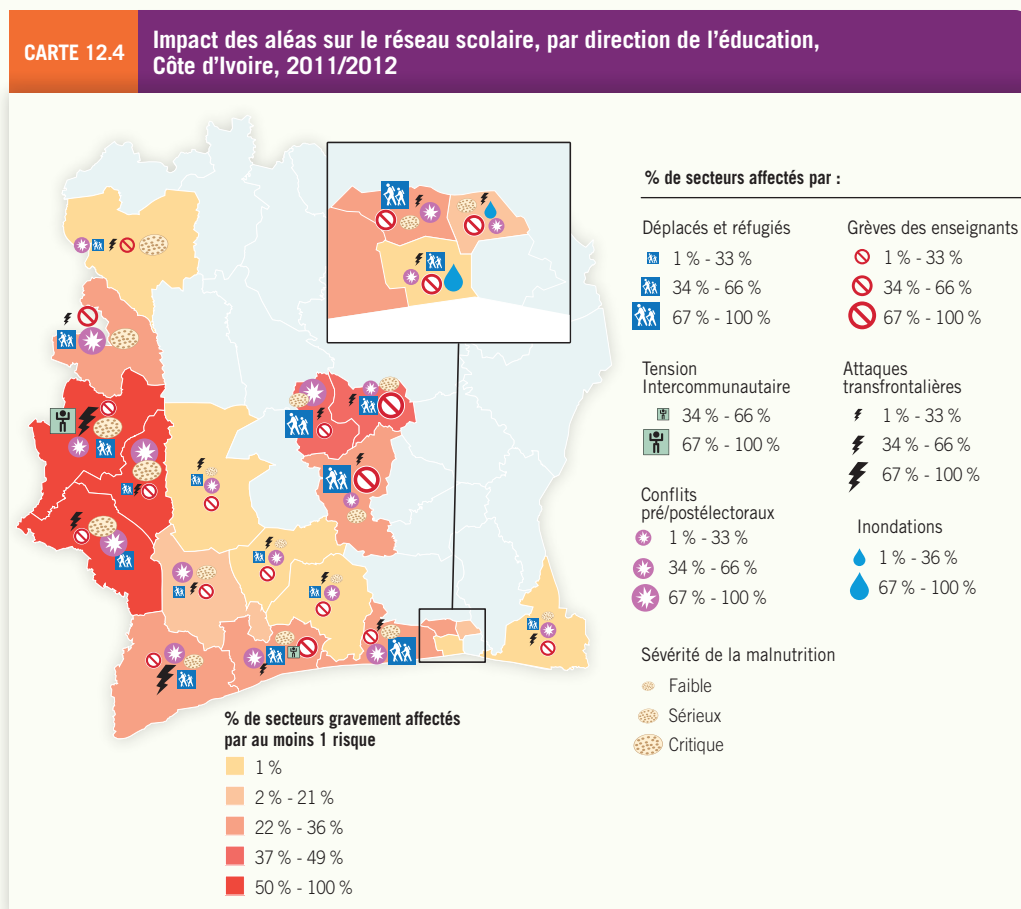 CARTE 12.4
Impact des aléas sur le réseau scolaire, par direction de l'éducation,
Côte d'Ivoire, 2011/2012
% de secteurs affectés par :
Déplacés et réfugiés
1 % - 33 %
34 % - 66 %
67 % - 100 %
Grèves des enseignants
1 % - 33 %
34 % - 66 %
67 % - 100 %
Tension
Intercommunautaire
34 % - 66 %
67 % - 100 %
Attaques
transfrontalières
1 % - 33 %
34 % - 66 %
67 % - 100 %
Conflits
pré/postélectoraux
1 % - 33 %
34 % - 66 %
67 % - 100 %
Inondations
1 % - 36 %
67 % - 100 %
Sévérité de la malnutrition
Faible
Sérieux
Critique
% de secteurs gravement affectés
par au moins 1 risque
1 %
2 % - 21 %
22 % - 36 %
37 % - 49 %
50 % - 100 %